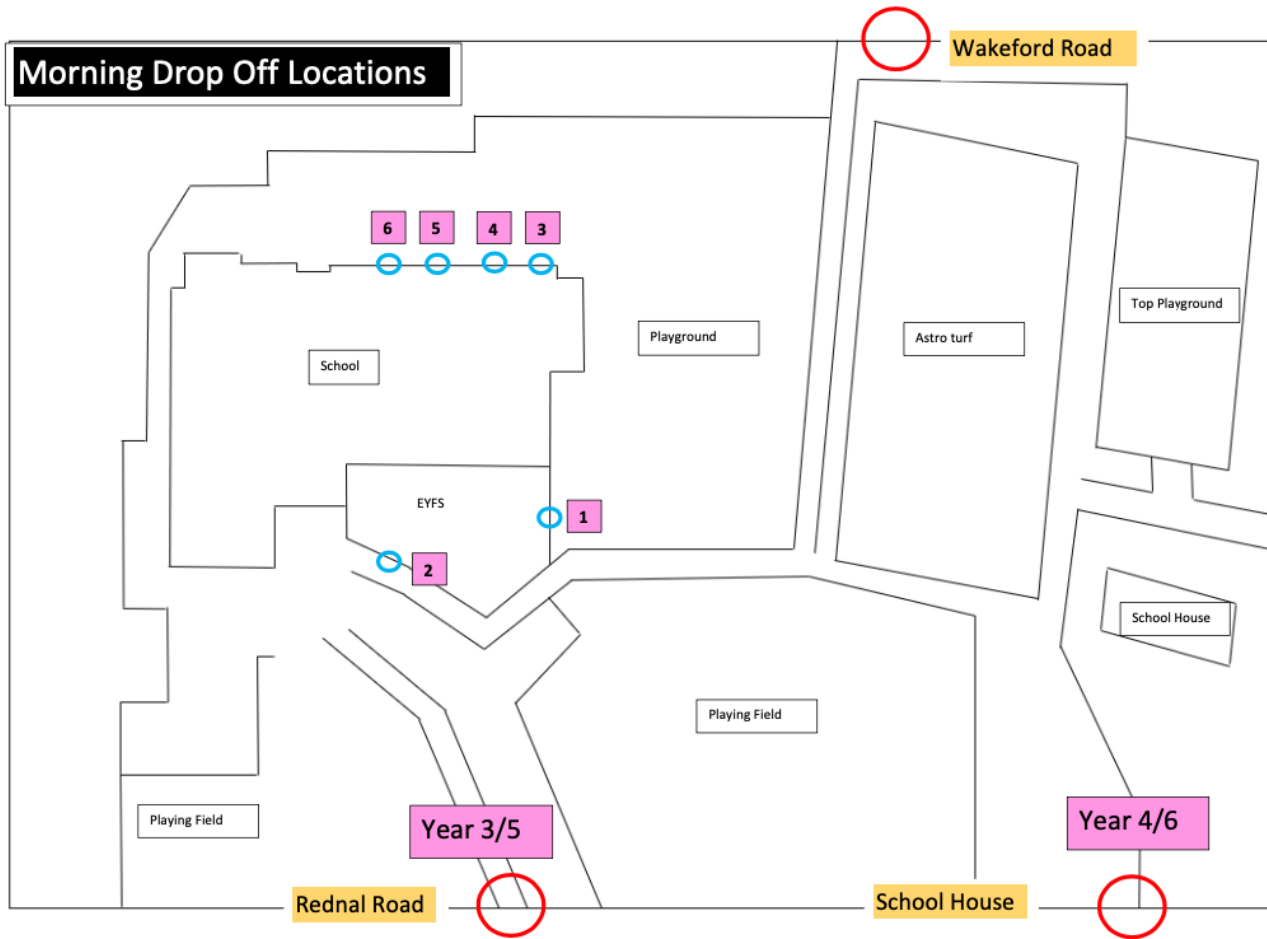 Wakeford Road
Morning Drop Off Locations
6
5
4
3
Top Playground
Playground
Astro turf
School
EYFS
1
2
School House
Playing Field
Playing Field
Year 3/5
Year 4/6
Rednal Road
School House